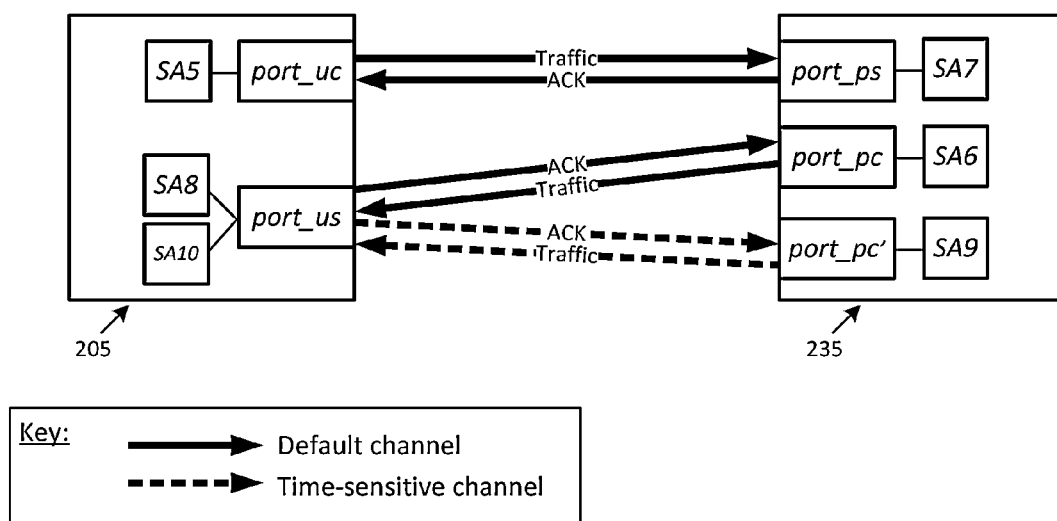 SA5
port_uc
Traffic
ACK
port_ps
SA7
SA8
SA10
port_us
ACK
Traffic
port_pc
SA6
ACK
Traffic
port_pc'
SA9
205
235
Key:
Default channel
Time-sensitive channel